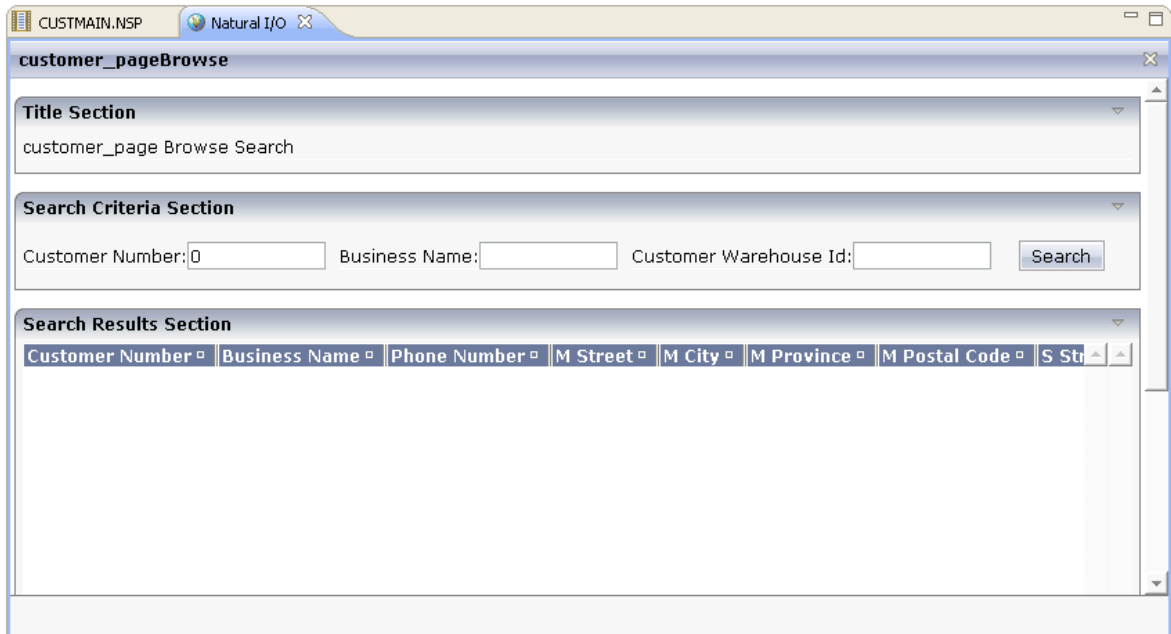 CUSTMAIN.NSP Natural I/O
customer_pageBrowse
Title Section
customer_page Browse Search
Search Criteria Section
Customer Number: 0 Business Name: Customer Warehouse Id: Search
Search Results Section
Customer Number Business Name Phone Number M Street M City M Province M Postal Code S Str